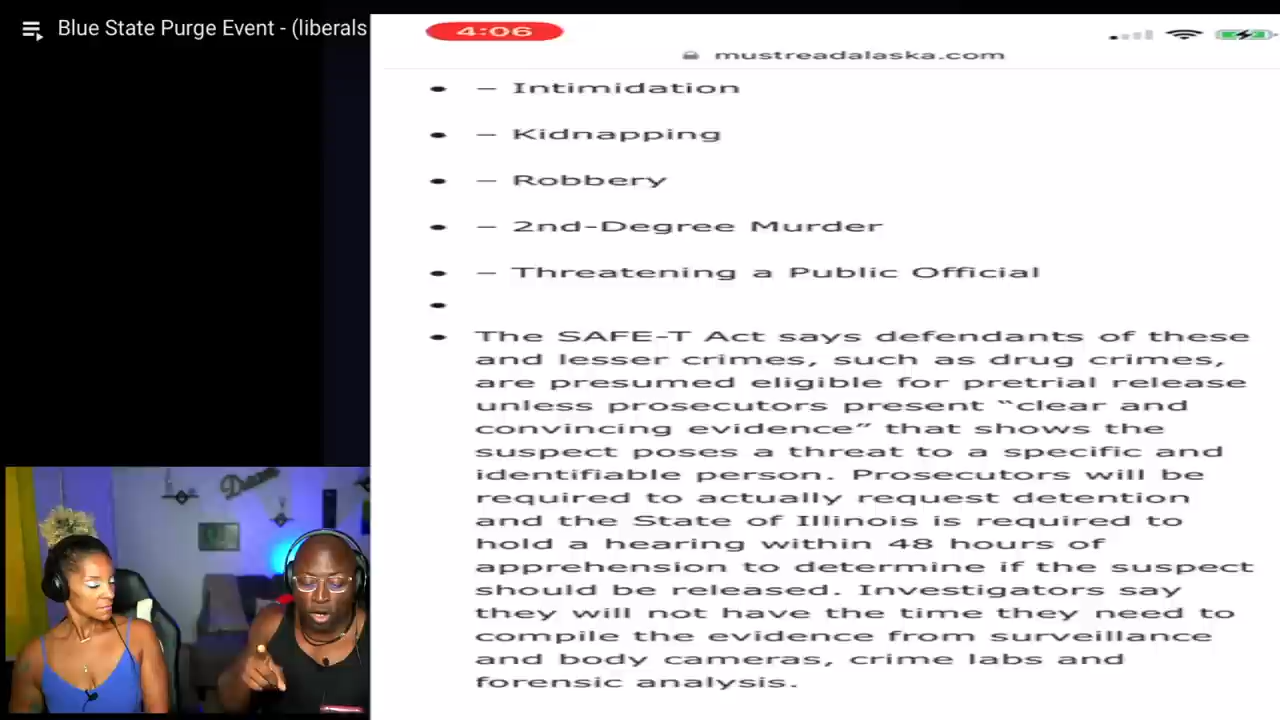 Blue State Purge Event - (liberals
4:06
mustreadalaska.com
– Intimidation
– Kidnapping
– Robbery
– 2nd-Degree Murder
– Threatening a Public Official
The SAFE-T Act says defendants of these
and lesser crimes, such as drug crimes,
are presumed eligible for pretrial release
unless prosecutors present “clear and
convincing evidence” that shows the
suspect poses a threat to a specific and
identifiable person. Prosecutors will be
required to actually request detention
and the State of Illinois is required to
hold a hearing within 48 hours of
apprehension to determine if the suspect
should be released. Investigators say
they will not have the time they need to
compile the evidence from surveillance
and body cameras, crime labs and
forensic analysis.
Dream